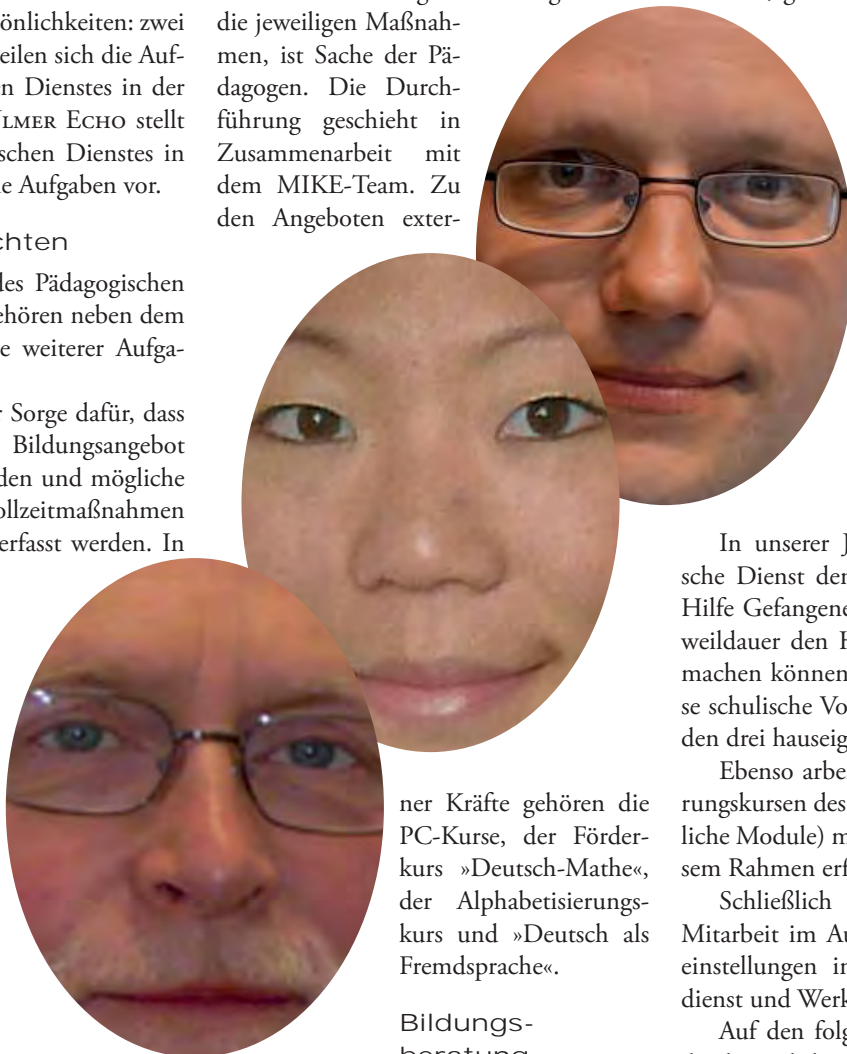 önlichkeiten: zwei
eilen sich die Auf-
en Dienstes in der
LMER ECHO stellt
schen Dienstes in
e Aufgaben vor.
chten
des Pädagogischen
ehören neben dem
e weiterer Aufga-
r Sorge dafür, dass
Bildungsangebot
den und mögliche
ollzeitmaßnahmen
erfasst werden. In
die jeweiligen Maßnah-
men, ist Sache der Pä-
dagogen. Die Durch-
führung geschieht in
Zusammenarbeit mit
dem MIKE-Team. Zu
den Angeboten exter-
ner Kräfte gehören die
PC-Kurse, der Förder-
kurs »Deutsch-Mathe«,
der Alphabetisierungs-
kurs und »Deutsch als
Fremdsprache«.
Bildungs-
beratung
In unserer J
sche Dienst der
Hilfe Gefangene
weildauer den H
machen können
se schulische Vo
den drei hauseig
Ebenso arbe
rungskursen des
liche Module) m
sem Rahmen erf
Schließlich
Mitarbeit im Au
einstellungen in
dienst und Werk
Auf den folg